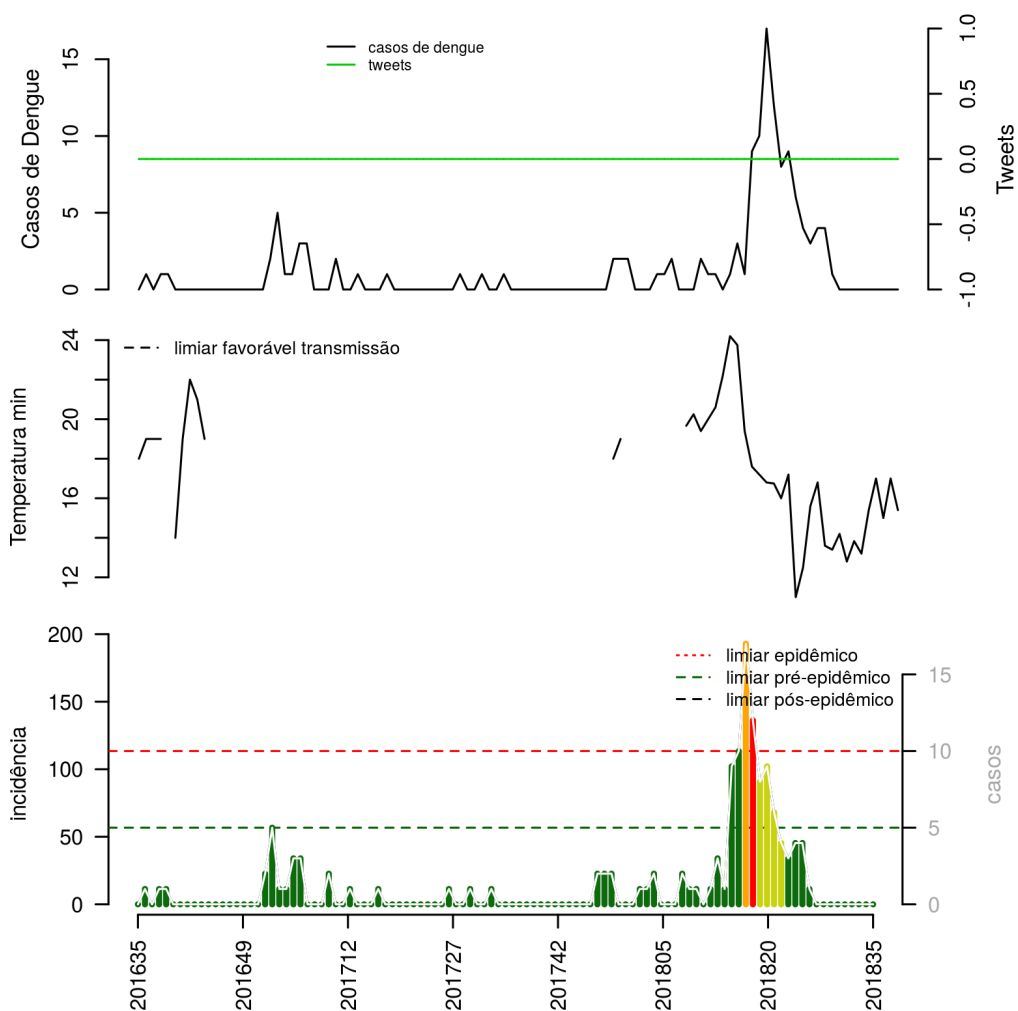 casos de dengue
tweets
Casos de Dengue
0
5
10
15
Tweets
-1.0
-0.5
0.0
0.5
1.0
limiar favorável transmissão
Temperatura min
12
16
20
24
limiar epidêmico
limiar pré-epidêmico
limiar pós-epidêmico
incidência
0
50
100
150
200
casos
0
5
10
15
201635
201649
201712
201727
201742
201805
201820
201835